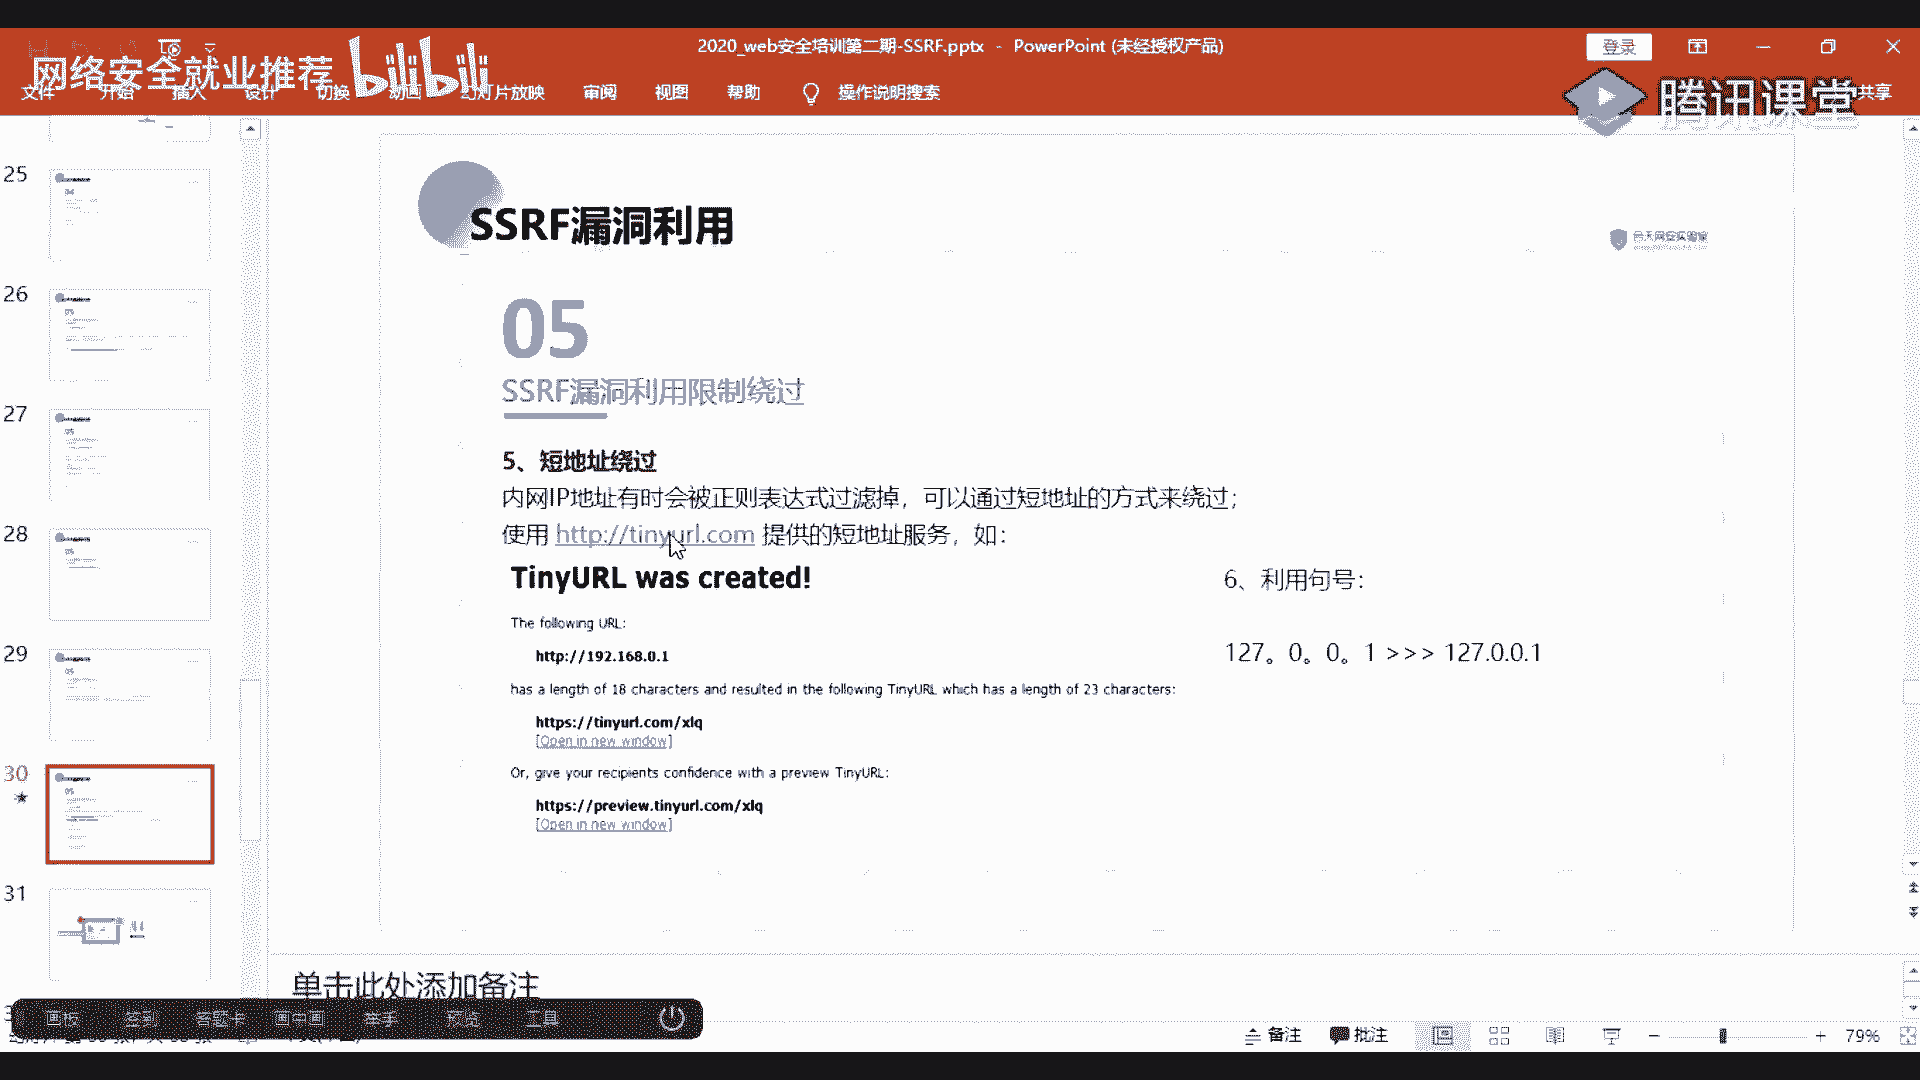 2020_web安全培训第二期-SSRF.pptx - PowerPoint (未经授权产品)
登录
网络安全就业推荐 bilibili
文件 开始 插入 设计 切换 动画 幻灯片放映 审阅 视图 帮助 操作说明搜索
腾讯课堂
共享
25
26
27
28
29
30
31
SSRF漏洞利用
合天网安实验室
05
SSRF漏洞利用限制绕过
5、短地址绕过
内网IP地址有时会被正则表达式过滤掉，可以通过短地址的方式来绕过；
使用 http://tinyurl.com 提供的短地址服务，如：
TinyURL was created!
The following URL:
http://192.168.0.1
has a length of 18 characters and resulted in the following TinyURL which has a length of 23 characters:
https://tinyurl.com/xlq
[Open in new window]
Or, give your recipients confidence with a preview TinyURL:
https://preview.tinyurl.com/xlq
[Open in new window]
6、利用句号：
127。0。0。1 >>> 127.0.0.1
单击此处添加备注
画板 签到 答题卡 画中画 举手 预览 工具
备注 批注
79%